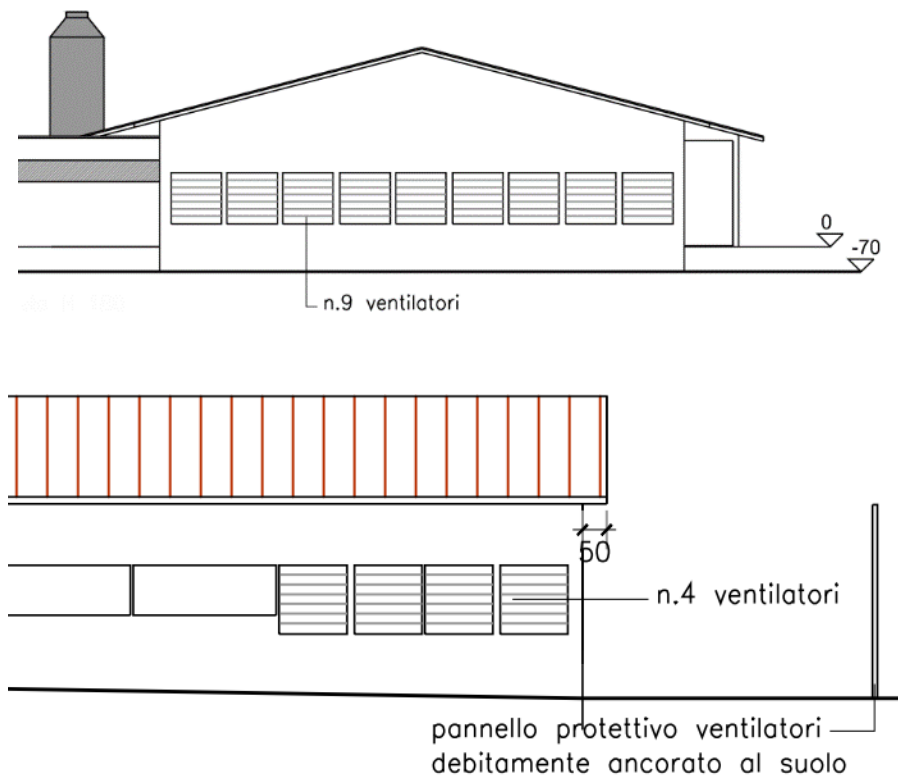 0
-70
n.9 ventilatori
50
n.4 ventilatori
pannello protettivo ventilatori
debitamente ancorato al suolo